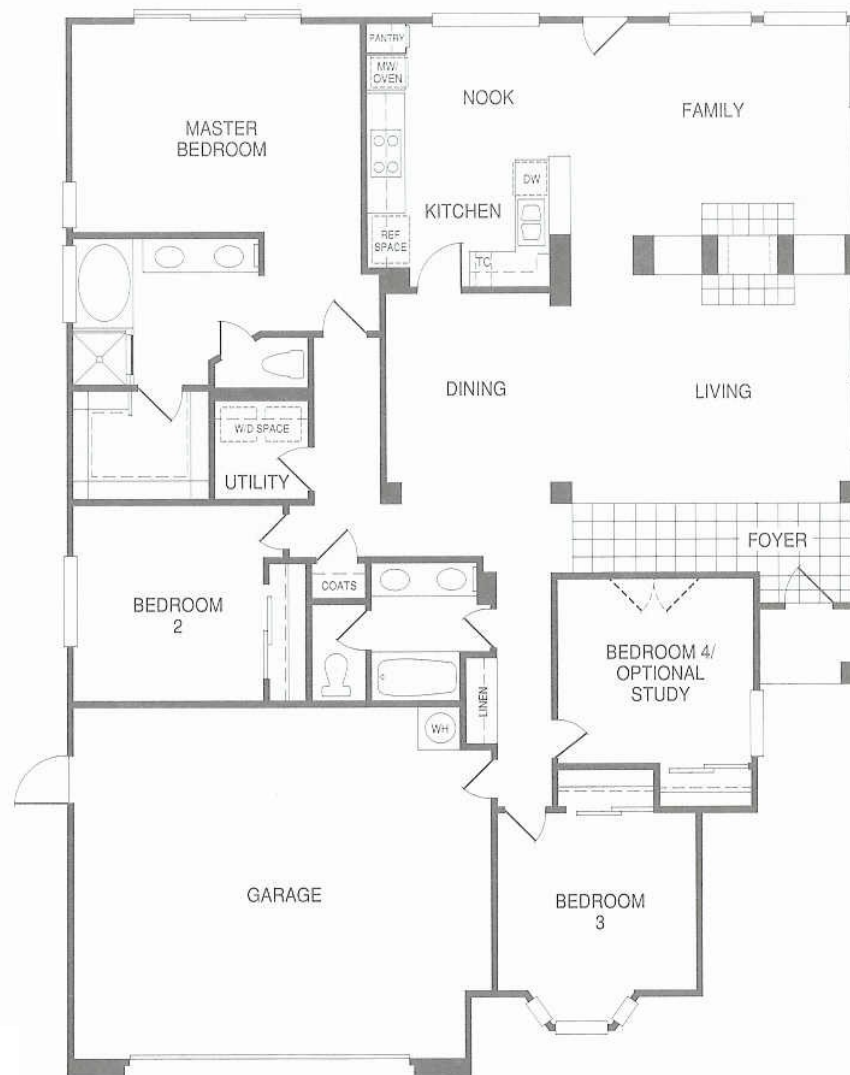 PANTRY
MW/
OVEN
NOOK
FAMILY
MASTER
BEDROOM
DW
KITCHEN
REF
SPACE
TC
DINING
LIVING
W/D SPACE
UTILITY
FOYER
COATS
BEDROOM
2
BEDROOM 4/
OPTIONAL
STUDY
LINEN
WH
GARAGE
BEDROOM
3